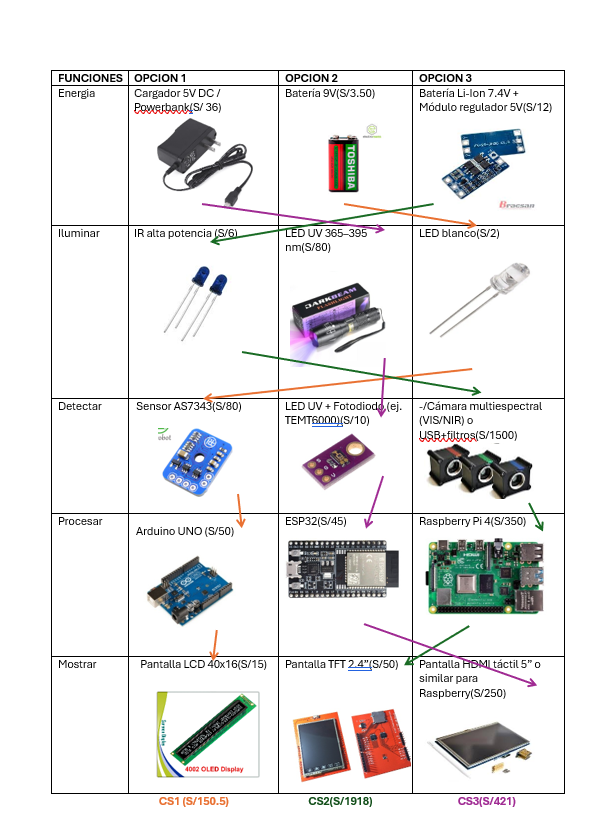 FUNCIONES OPCION 1 OPCION 2 OPCION 3
Energia
Cargador 5V DC /
Powerbank(S/ 36)
Batería 9V(S/3.50)
Batería Li-Ion 7.4V +
Módulo regulador 5V(S/12)
TOSHIBA
Braesan
Iluminar
IR alta potencia (S/6)
LED UV 365–395
nm(S/80)
LED blanco(S/2)
DARKBEAM
FLASHLIGHT
Detectar
Sensor AS7343(S/80)
LED UV + Fotodiodo (ej.
TEMT6000)(S/10)
-/Cámara multiespectral
(VIS/NIR) o
USB+filtros(S/1500)
Procesar
Arduino UNO (S/50)
ESP32(S/45)
Raspberry Pi 4(S/350)
Mostrar
Pantalla LCD 40x16(S/15)
Pantalla TFT 2.4”(S/50)
Pantalla HDMI táctil 5” o
similar para
Raspberry(S/250)
4002 OLED Display
CS1 (S/150.5) CS2(S/1918) CS3(S/421)